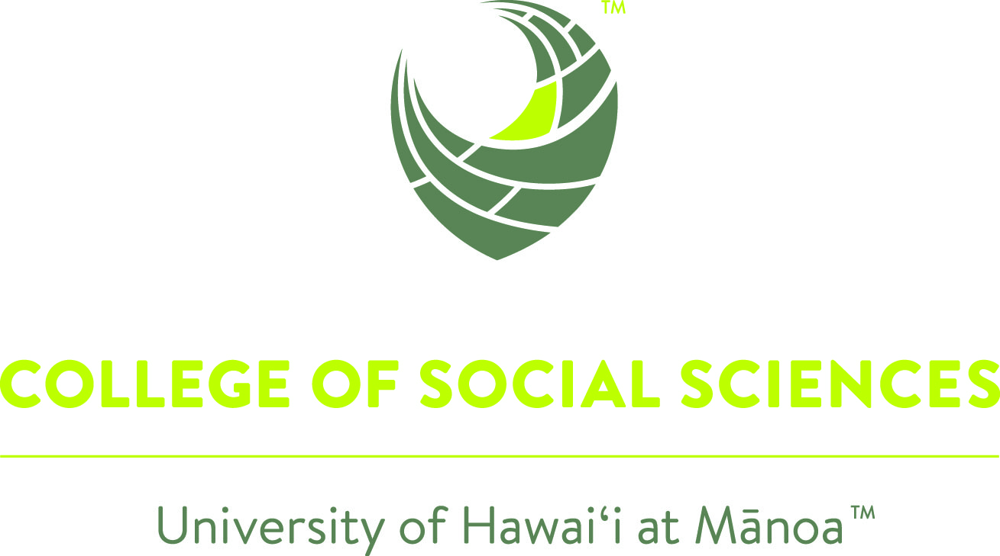 ™
COLLEGE OF SOCIAL SCIENCES
University of Hawaiʻi at Mānoa™